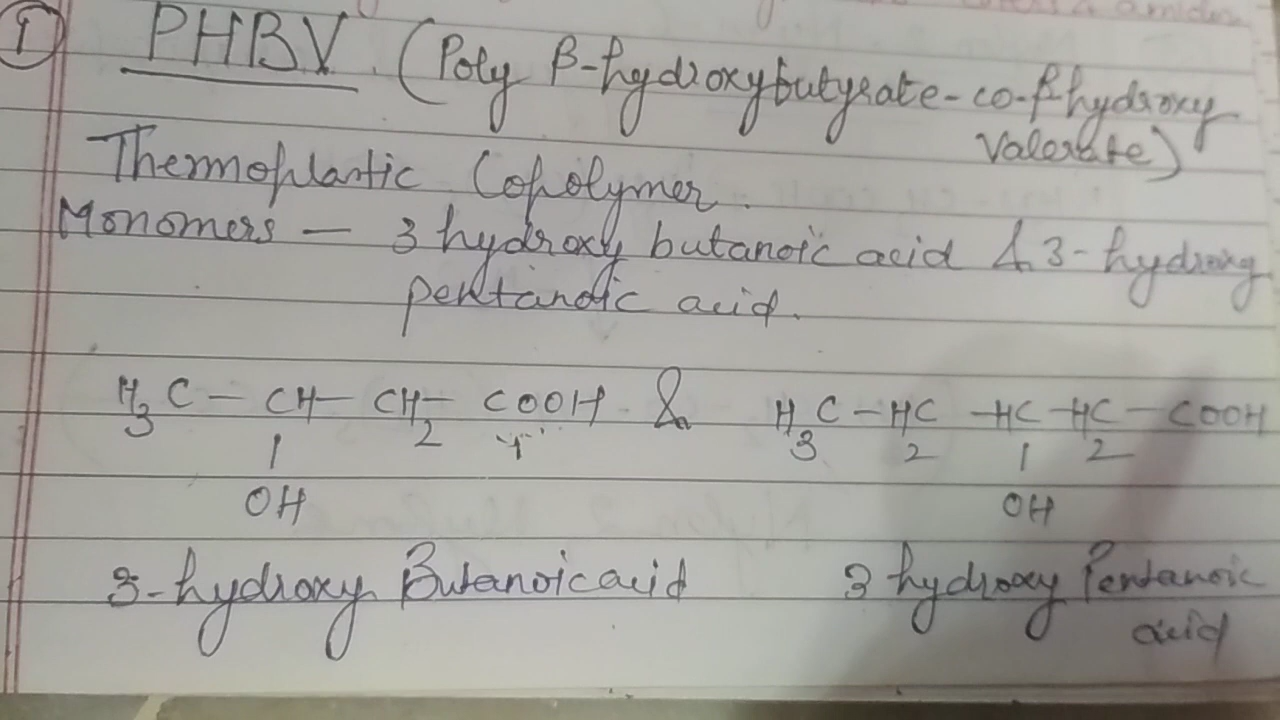 ① PHBV. (Poly β-hydroxybutyrate-co-β hydroxy
Valerate)
Thermoplastic Copolymer.
Monomers — 3 hydroxy butanoic acid & 3-hydroxy
pentanoic acid.
H₃C – CH – CH₂ – COOH & H₃C – H₂C – HC – H₂C – COOH
| |
OH OH
3-hydroxy Butanoic acid 3 hydroxy Pentanoic
acid